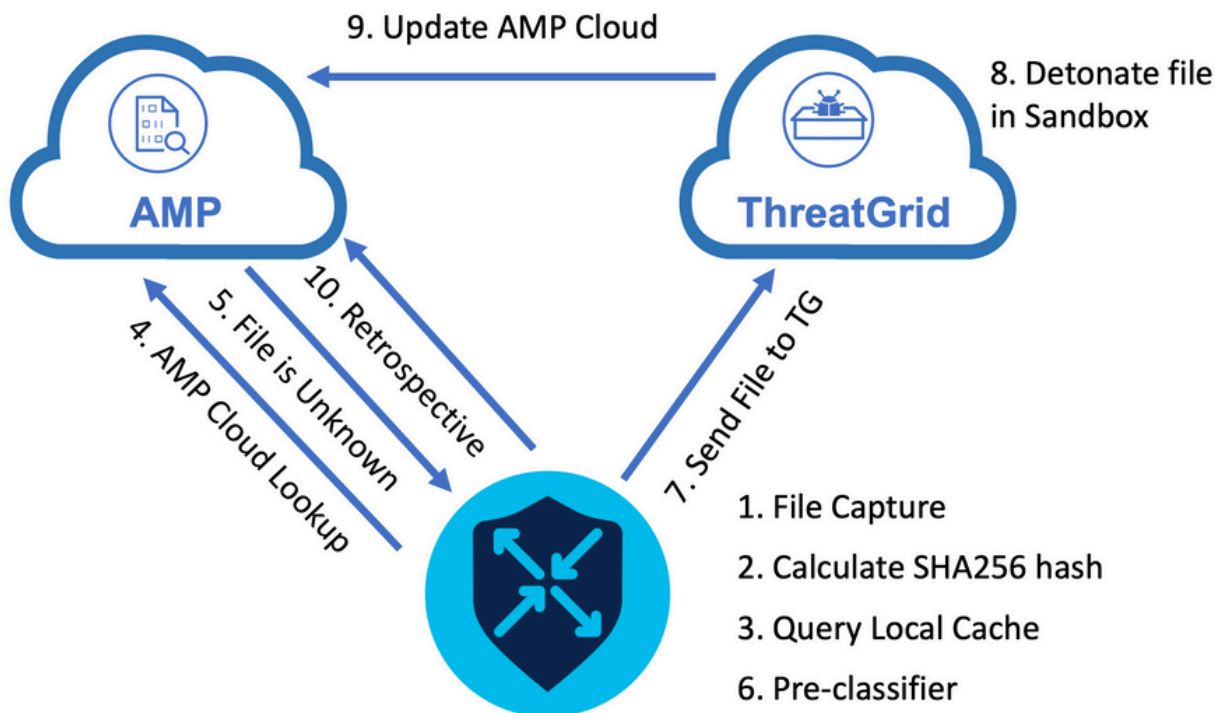 9. Update AMP Cloud
8. Detonate file
in Sandbox
AMP
ThreatGrid
4. AMP Cloud Lookup
5. File is Unknown
10. Retrospective
7. Send File to TG
1. File Capture
2. Calculate SHA256 hash
3. Query Local Cache
6. Pre-classifier